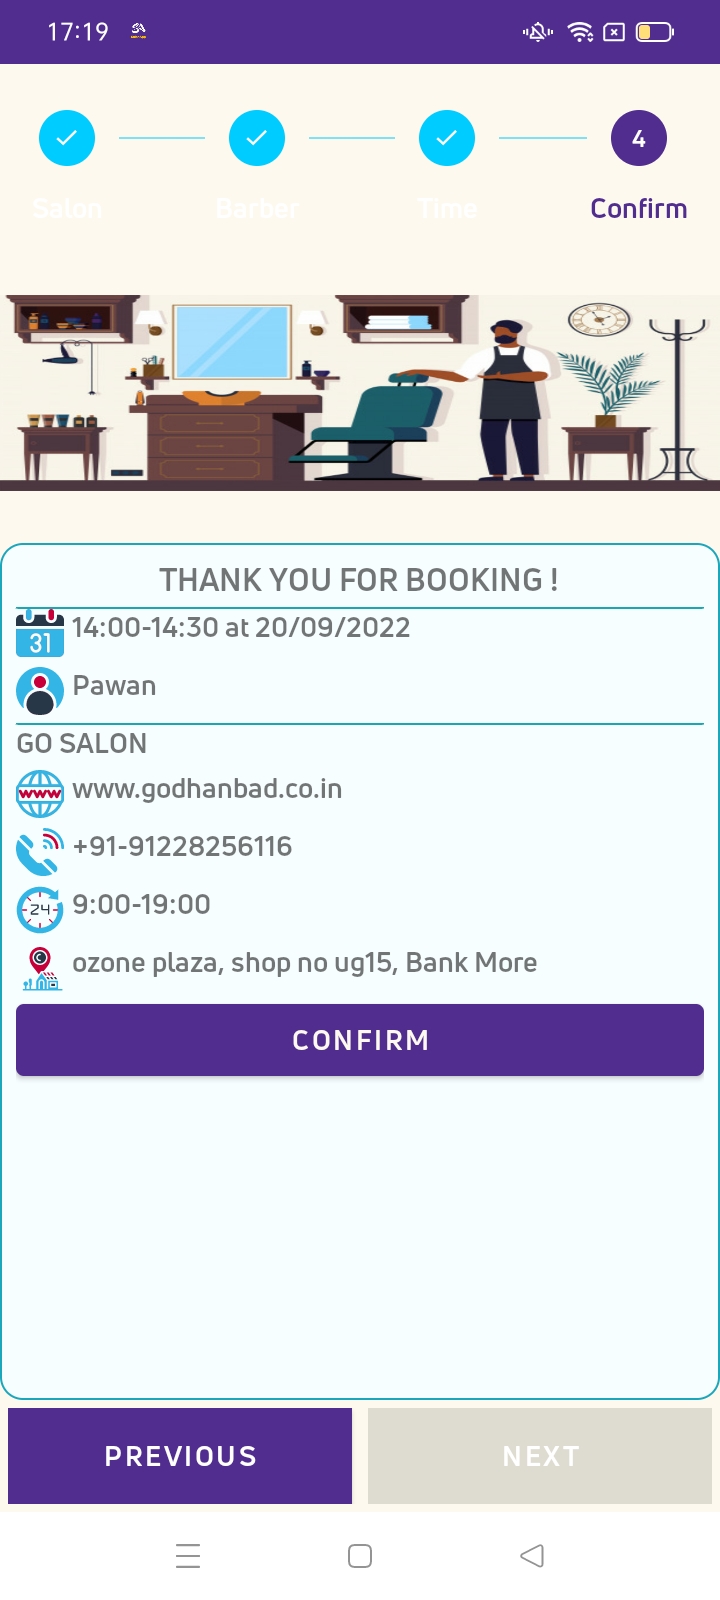 17:19
4
Salon Barber Time Confirm
THANK YOU FOR BOOKING !
31 14:00-14:30 at 20/09/2022
Pawan
GO SALON
www www.godhanbad.co.in
+91-91228256116
24 9:00-19:00
ozone plaza, shop no ug15, Bank More
CONFIRM
PREVIOUS NEXT